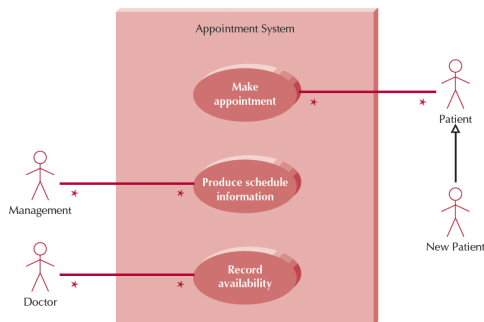 Appointment System
Make
appointment
*
*
Patient
Produce schedule
information
*
*
Management
New Patient
Record
availability
*
*
Doctor